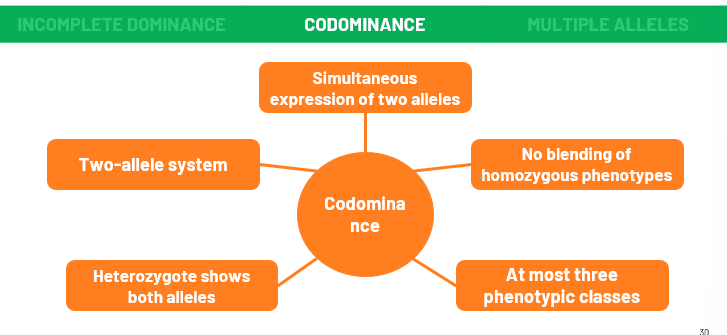 INCOMPLETE DOMINANCE
CODOMINANCE
MULTIPLE ALLELES
Simultaneous
expression of two alleles
Two-allele system
No blending of
homozygous phenotypes
Codomina
nce
Heterozygote shows
both alleles
At most three
phenotypic classes
30